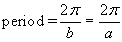 period = 2π/b = 2π/a